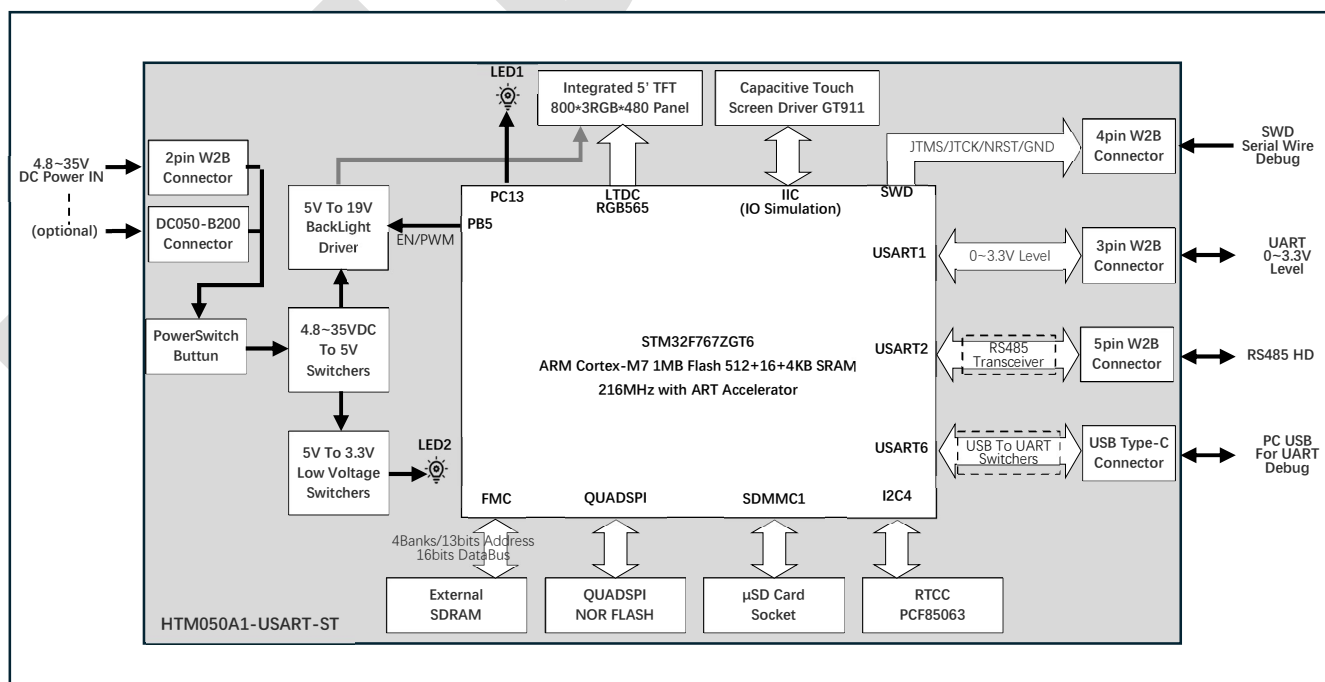 LED1
Integrated 5' TFT
800*3RGB*480 Panel
Capacitive Touch
Screen Driver GT911
4.8~35V
DC Power IN
(optional)
2pin W2B
Connector
DC050-B200
Connector
PowerSwitch
Buttun
5V To 19V
BackLight
Driver
EN/PWM
4.8~35VDC
To 5V
Switchers
5V To 3.3V
Low Voltage
Switchers
LED2
PC13
PB5
LTDC
RGB565
IIC
(IO Simulation)
SWD
JTMS/JTCK/NRST/GND
4pin W2B
Connector
SWD
Serial Wire
Debug
USART1
0~3.3V Level
3pin W2B
Connector
UART
0~3.3V
Level
STM32F767ZGT6
ARM Cortex-M7 1MB Flash 512+16+4KB SRAM
216MHz with ART Accelerator
USART2
RS485
Transceiver
5pin W2B
Connector
RS485 HD
USART6
USB To UART
Switchers
USB Type-C
Connector
PC USB
For UART
Debug
FMC
QUADSPI
SDMMC1
I2C4
4Banks/13bits Address
16bits DataBus
External
SDRAM
QUADSPI
NOR FLASH
μSD Card
Socket
RTCC
PCF85063
HTM050A1-USART-ST